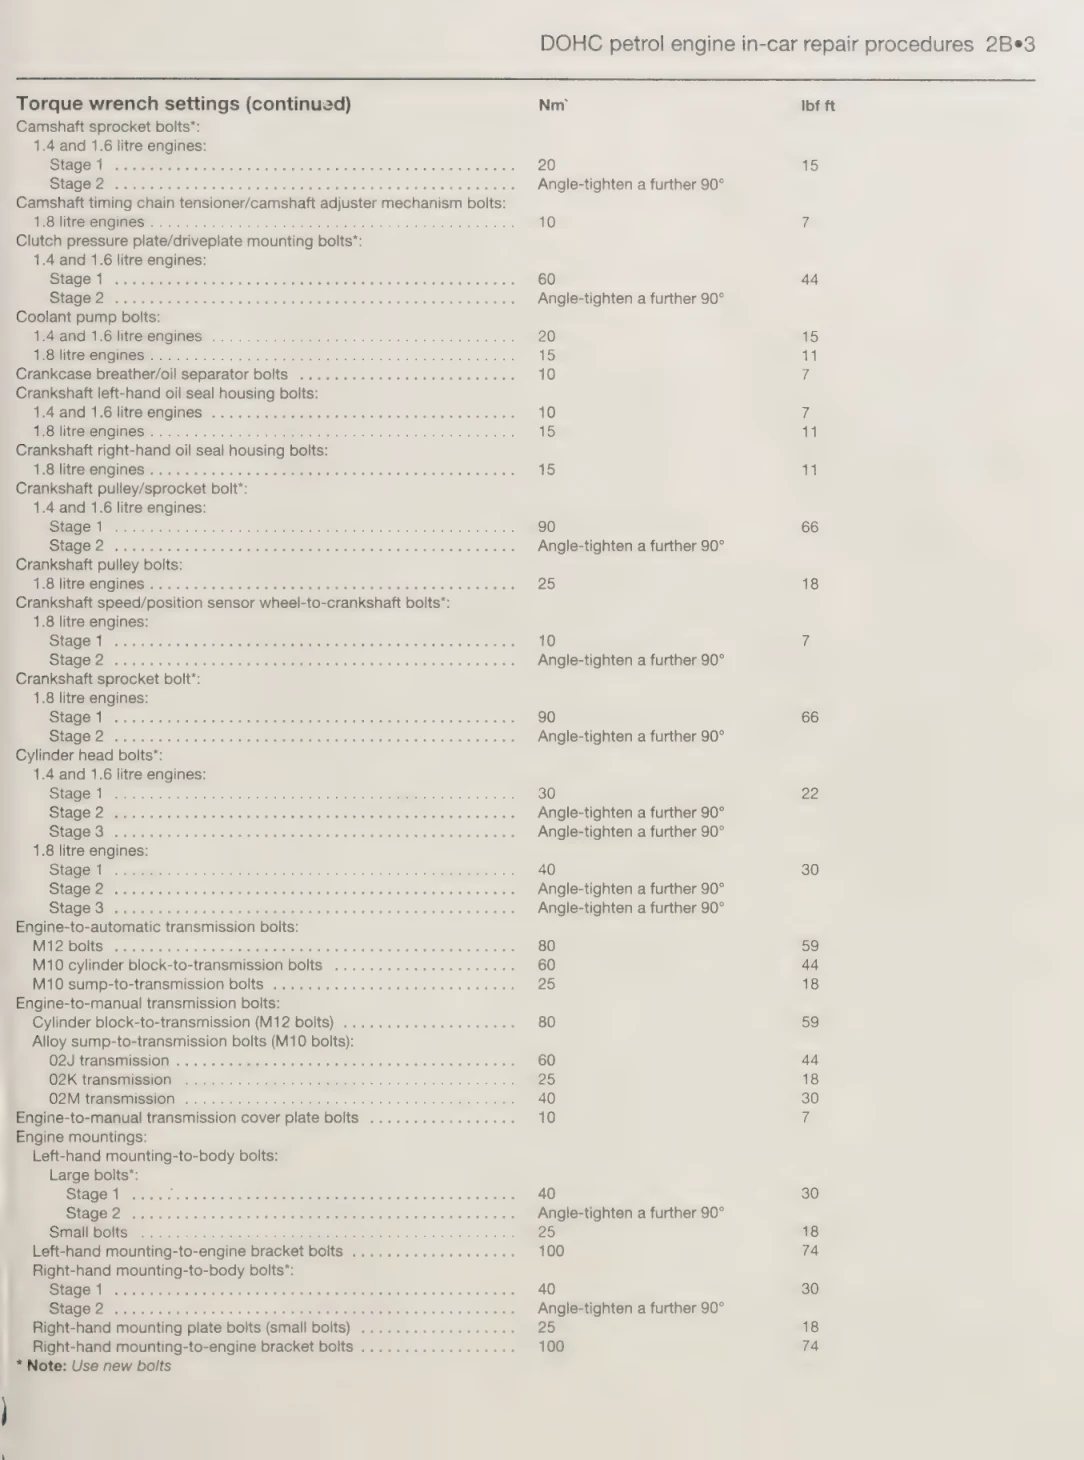 DOHC petrol engine in-car repair procedures 2B•3
Torque wrench settings (continued) Nm lbf ft
Camshaft sprocket bolts*:
1.4 and 1.6 litre engines:
Stage 1 . . . . . . . . . . . . . . . . . . . . 20 15
Stage 2 . . . . . . . . . . . . . . . . . . . . Angle-tighten a further 90°
Camshaft timing chain tensioner/camshaft adjuster mechanism bolts:
1.8 litre engines . . . . . . . . . . . . . . . . . . . . 10 7
Clutch pressure plate/driveplate mounting bolts*:
1.4 and 1.6 litre engines:
Stage 1 . . . . . . . . . . . . . . . . . . . . 60 44
Stage 2 . . . . . . . . . . . . . . . . . . . . Angle-tighten a further 90°
Coolant pump bolts:
1.4 and 1.6 litre engines . . . . . . . . . . . . . . . . . . . . 20 15
1.8 litre engines . . . . . . . . . . . . . . . . . . . . 15 11
Crankcase breather/oil separator bolts . . . . . . . . . . . . . . . . . . . . 10 7
Crankshaft left-hand oil seal housing bolts:
1.4 and 1.6 litre engines . . . . . . . . . . . . . . . . . . . . 10 7
1.8 litre engines . . . . . . . . . . . . . . . . . . . . 15 11
Crankshaft right-hand oil seal housing bolts:
1.8 litre engines . . . . . . . . . . . . . . . . . . . . 15 11
Crankshaft pulley/sprocket bolt*:
1.4 and 1.6 litre engines:
Stage 1 . . . . . . . . . . . . . . . . . . . . 90 66
Stage 2 . . . . . . . . . . . . . . . . . . . . Angle-tighten a further 90°
Crankshaft pulley bolts:
1.8 litre engines . . . . . . . . . . . . . . . . . . . . 25 18
Crankshaft speed/position sensor wheel-to-crankshaft bolts*:
1.8 litre engines:
Stage 1 . . . . . . . . . . . . . . . . . . . . 10 7
Stage 2 . . . . . . . . . . . . . . . . . . . . Angle-tighten a further 90°
Crankshaft sprocket bolt*:
1.8 litre engines:
Stage 1 . . . . . . . . . . . . . . . . . . . . 90 66
Stage 2 . . . . . . . . . . . . . . . . . . . . Angle-tighten a further 90°
Cylinder head bolts*:
1.4 and 1.6 litre engines:
Stage 1 . . . . . . . . . . . . . . . . . . . . 30 22
Stage 2 . . . . . . . . . . . . . . . . . . . . Angle-tighten a further 90°
Stage 3 . . . . . . . . . . . . . . . . . . . . Angle-tighten a further 90°
1.8 litre engines:
Stage 1 . . . . . . . . . . . . . . . . . . . . 40 30
Stage 2 . . . . . . . . . . . . . . . . . . . . Angle-tighten a further 90°
Stage 3 . . . . . . . . . . . . . . . . . . . . Angle-tighten a further 90°
Engine-to-automatic transmission bolts:
M12 bolts . . . . . . . . . . . . . . . . . . . . 80 59
M10 cylinder block-to-transmission bolts . . . . . . . . . . . . . . . . . . . . 60 44
M10 sump-to-transmission bolts . . . . . . . . . . . . . . . . . . . . 25 18
Engine-to-manual transmission bolts:
Cylinder block-to-transmission (M12 bolts) . . . . . . . . . . . . . . . . . . . . 80 59
Alloy sump-to-transmission bolts (M10 bolts):
02J transmission . . . . . . . . . . . . . . . . . . . . 60 44
02K transmission . . . . . . . . . . . . . . . . . . . . 25 18
02M transmission . . . . . . . . . . . . . . . . . . . . 40 30
Engine-to-manual transmission cover plate bolts . . . . . . . . . . . . . . . . . 10 7
Engine mountings:
Left-hand mounting-to-body bolts:
Large bolts*:
Stage 1 . . . . . . . . . . . . . . . . . . . . 40 30
Stage 2 . . . . . . . . . . . . . . . . . . . . Angle-tighten a further 90°
Small bolts . . . . . . . . . . . . . . . . . . . . 25 18
Left-hand mounting-to-engine bracket bolts . . . . . . . . . . . . . . . . . . . 100 74
Right-hand mounting-to-body bolts*:
Stage 1 . . . . . . . . . . . . . . . . . . . . 40 30
Stage 2 . . . . . . . . . . . . . . . . . . . . Angle-tighten a further 90°
Right-hand mounting plate bolts (small bolts) . . . . . . . . . . . . . . . . . . 25 18
Right-hand mounting-to-engine bracket bolts . . . . . . . . . . . . . . . . . . 100 74
* Note: Use new bolts